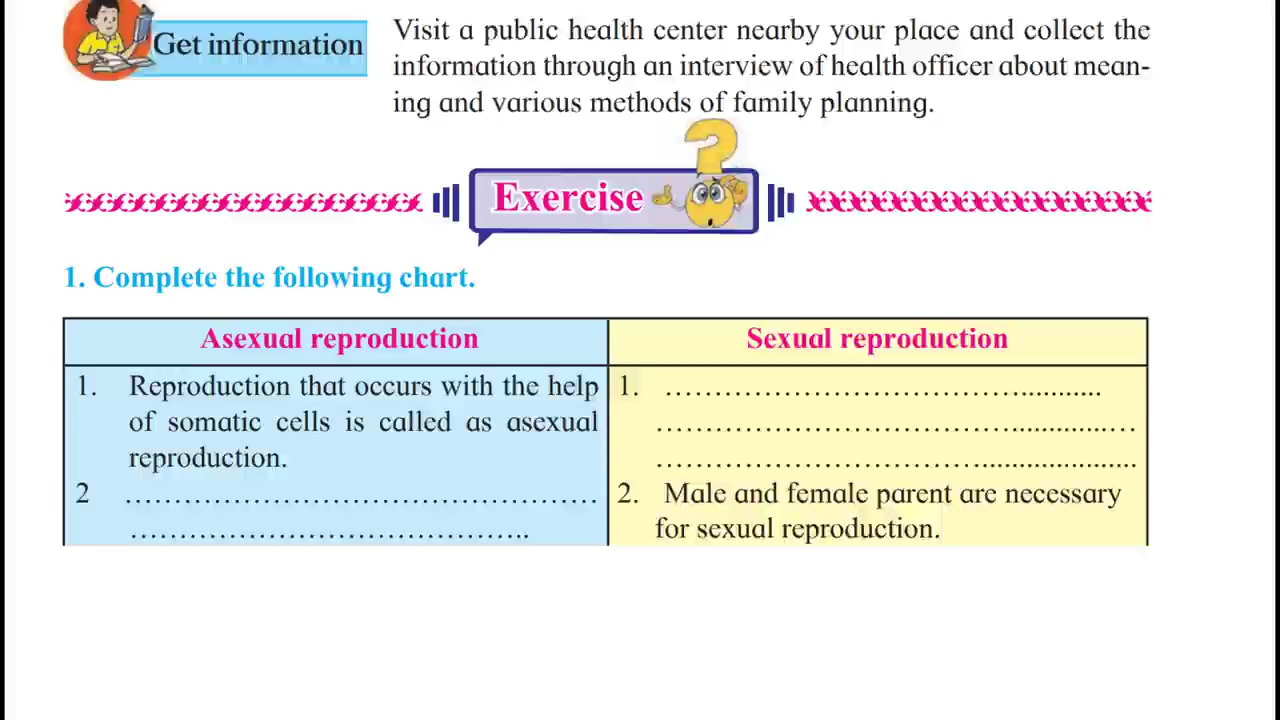 Get information
Visit a public health center nearby your place and collect the
information through an interview of health officer about mean-
ing and various methods of family planning.
Exercise
1. Complete the following chart.
Asexual reproduction
Sexual reproduction
1. Reproduction that occurs with the help
of somatic cells is called as asexual
reproduction.
2 ………………………………………
…………………………………..
1. ………………………………...........
………………………………............…
……………………………....................
2. Male and female parent are necessary
for sexual reproduction.